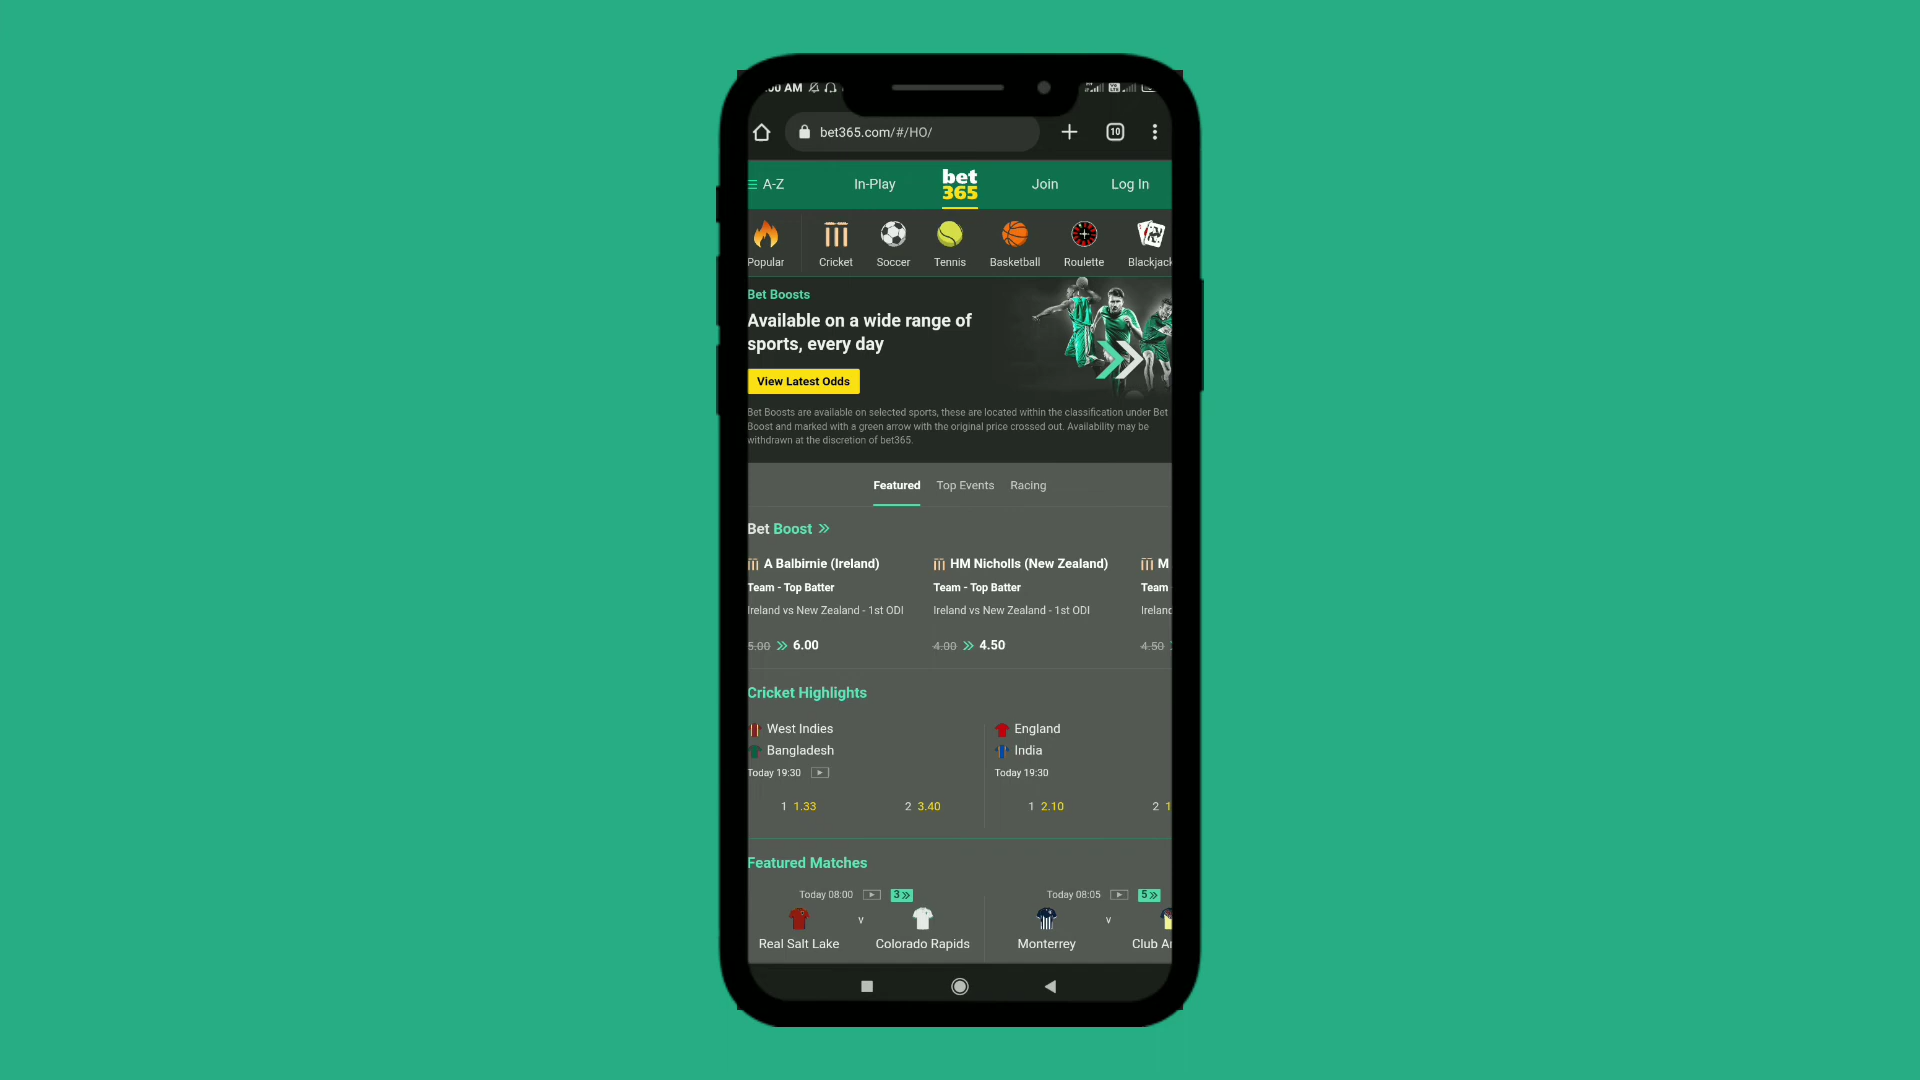 :00 AM
bet365.com/#/HO/
10
A-Z
In-Play
bet
365
Join
Log In
Popular
Cricket
Soccer
Tennis
Basketball
Roulette
Blackjack
Bet Boosts
Available on a wide range of
sports, every day
View Latest Odds
Bet Boosts are available on selected sports, these are located within the classification under Bet
Boost and marked with a green arrow with the original price crossed out. Availability may be
withdrawn at the discretion of bet365.
Featured
Top Events
Racing
Bet Boost
A Balbirnie (Ireland)
Team - Top Batter
Ireland vs New Zealand - 1st ODI
5.00 6.00
HM Nicholls (New Zealand)
Team - Top Batter
Ireland vs New Zealand - 1st ODI
4.00 4.50
M
Team
Ireland
4.50
Cricket Highlights
West Indies
Bangladesh
Today 19:30
1 1.33
2 3.40
England
India
Today 19:30
1 2.10
2 1
Featured Matches
Today 08:00
3
Real Salt Lake
v
Colorado Rapids
Today 08:05
5
Monterrey
v
Club A